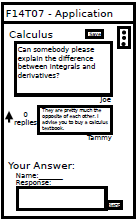 F14T07 - Application
Calculus
Can somebody please
explain the difference
between integrals and
derivatives?
Joe
0
replies
They are pretty much the
opposite of each other. I
advise you to buy a calculus
textbook.
Tammy
Your Answer:
Name:
Response: